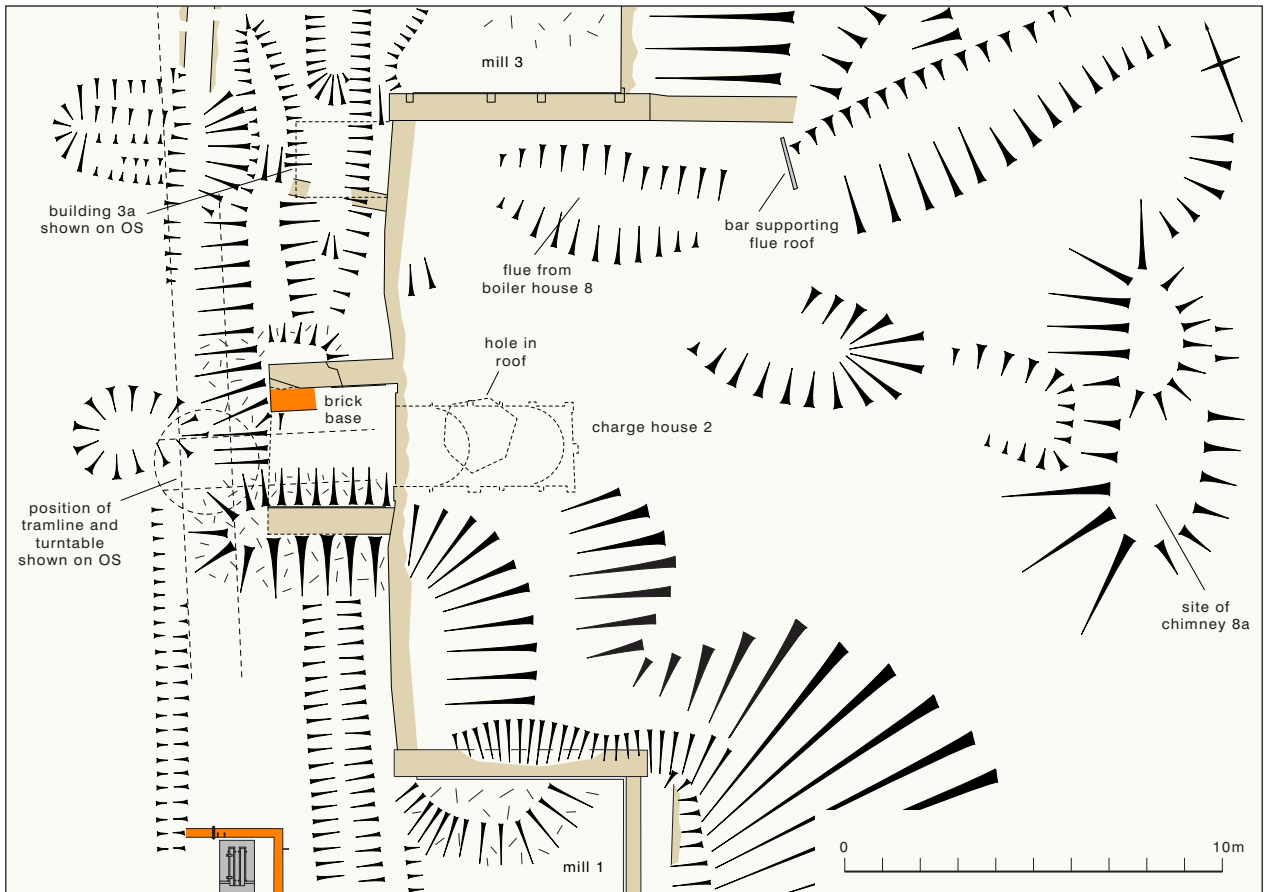 mill 3
building 3a
shown on OS
bar supporting
flue roof
flue from
boiler house 8
hole in
roof
brick
base
charge house 2
position of
tramline and
turntable
shown on OS
site of
chimney 8a
mill 1
0
10m